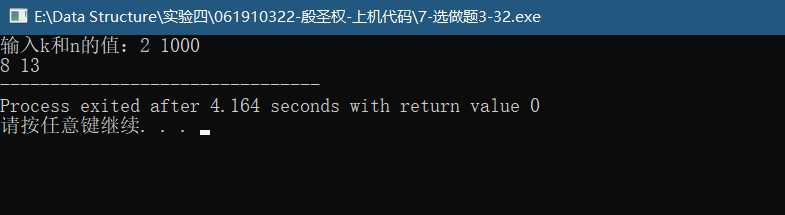 E:\Data Structure\实验四\061910322-殷圣权-上机代码\7-选做题3-32.exe
输入k和n的值：2 1000
8 13
--------------------------------
Process exited after 4.164 seconds with return value 0
请按任意键继续. . .